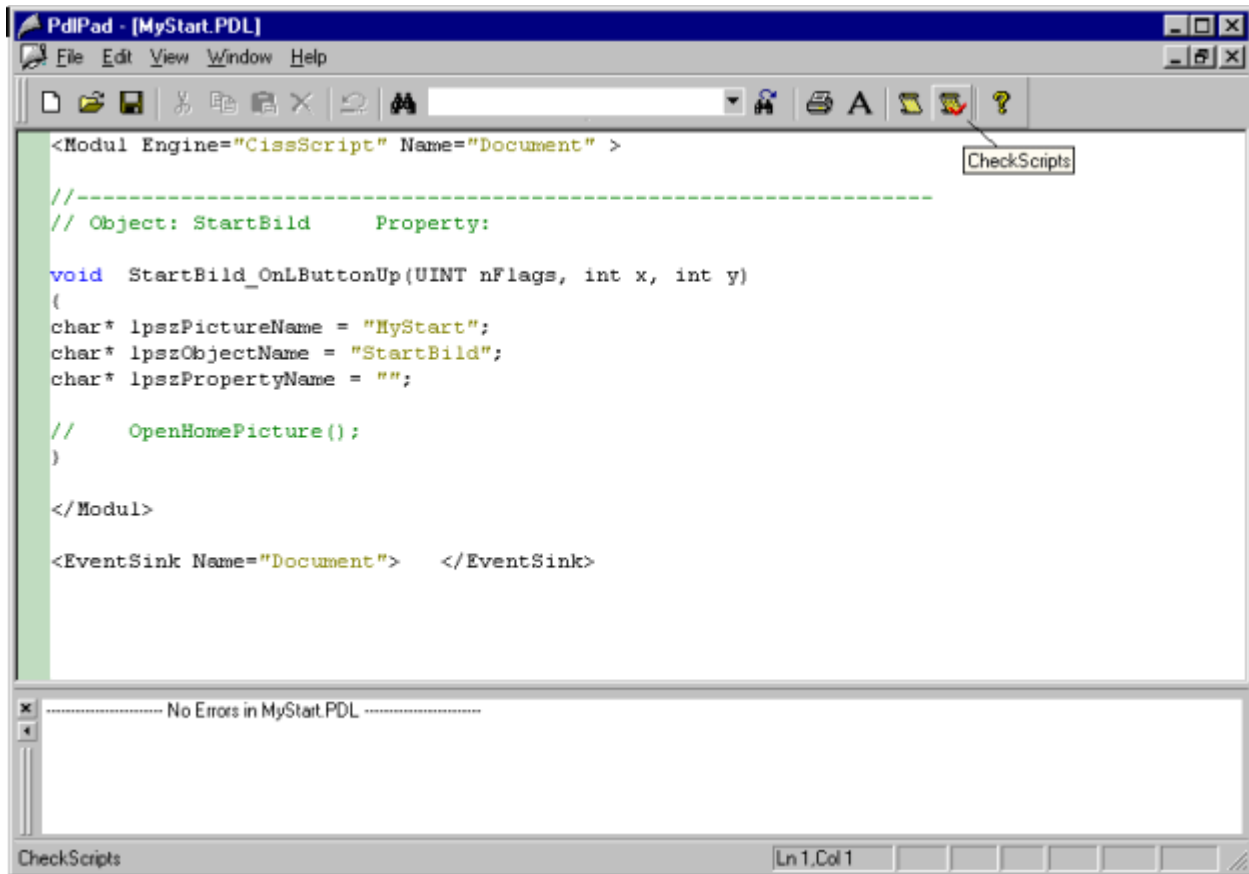 PdlPad - [MyStart.PDL]
File Edit View Window Help
A ?
<Modul Engine="CissScript" Name="Document" >
CheckScripts
//------------------------------------------------------------------
// Object: StartBild Property:
void StartBild_OnLButtonUp(UINT nFlags, int x, int y)
{
char* lpszPictureName = "MyStart";
char* lpszObjectName = "StartBild";
char* lpszPropertyName = "";
// OpenHomePicture();
}
</Modul>
<EventSink Name="Document"> </EventSink>
------------------------- No Errors in MyStart.PDL -------------------------
CheckScripts Ln 1,Col 1